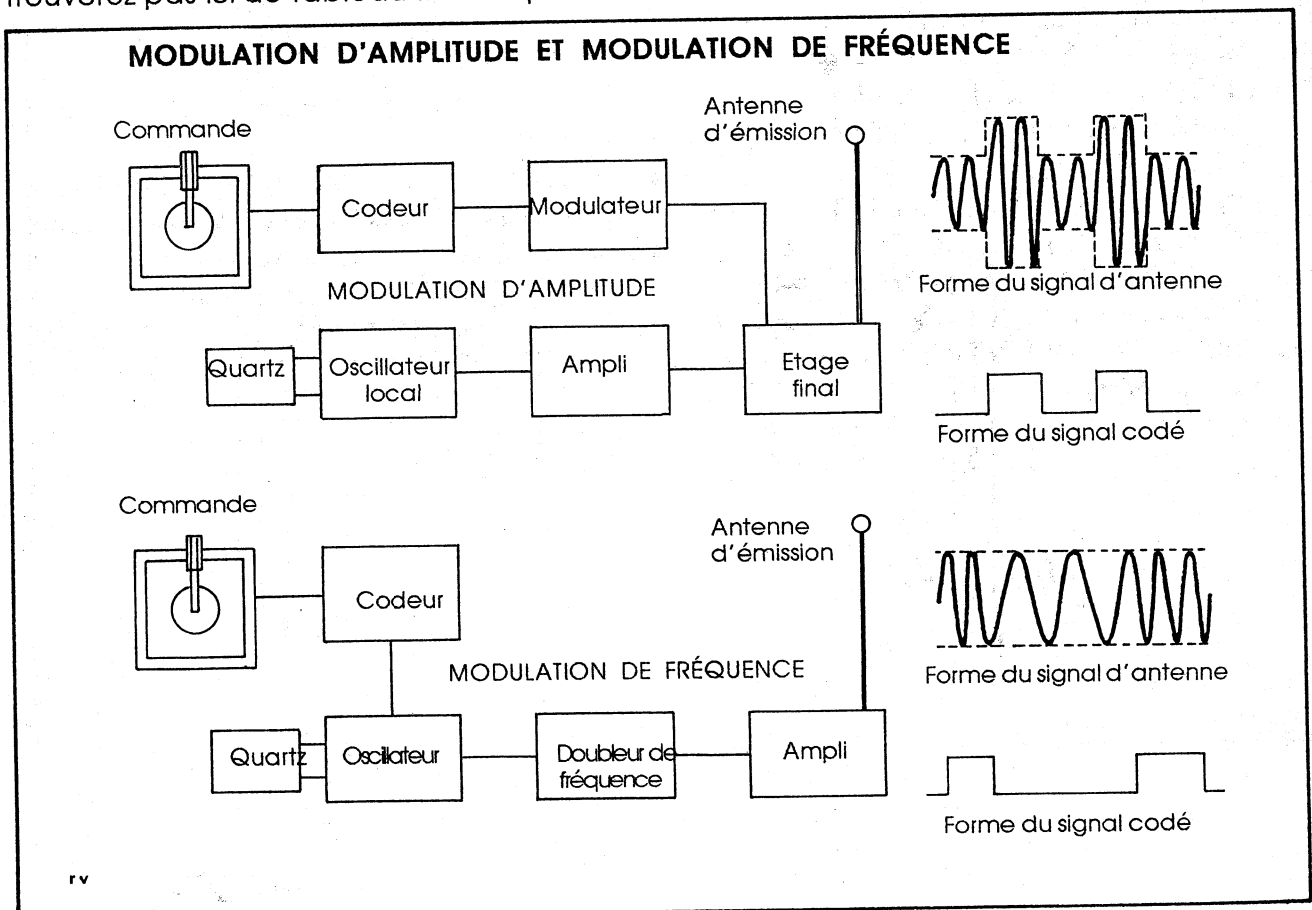 MODULATION D'AMPLITUDE ET MODULATION DE FRÉQUENCE
Commande
Antenne
d'émission
Codeur
Modulateur
Forme du signal d'antenne
MODULATION D'AMPLITUDE
Quartz
Oscillateur
local
Ampli
Etage
final
Forme du signal codé
Commande
Antenne
d'émission
Codeur
MODULATION DE FRÉQUENCE
Forme du signal d'antenne
Quartz
Oscillateur
Doubleur de
fréquence
Ampli
Forme du signal codé
rv